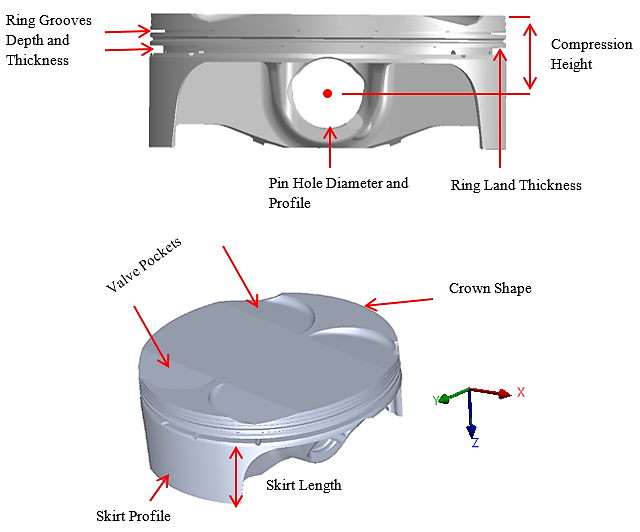 Ring Grooves
Depth and
Thickness
Compression
Height
Pin Hole Diameter and
Profile
Ring Land Thickness
Valve Pockets
Crown Shape
X
Y
Z
Skirt Length
Skirt Profile